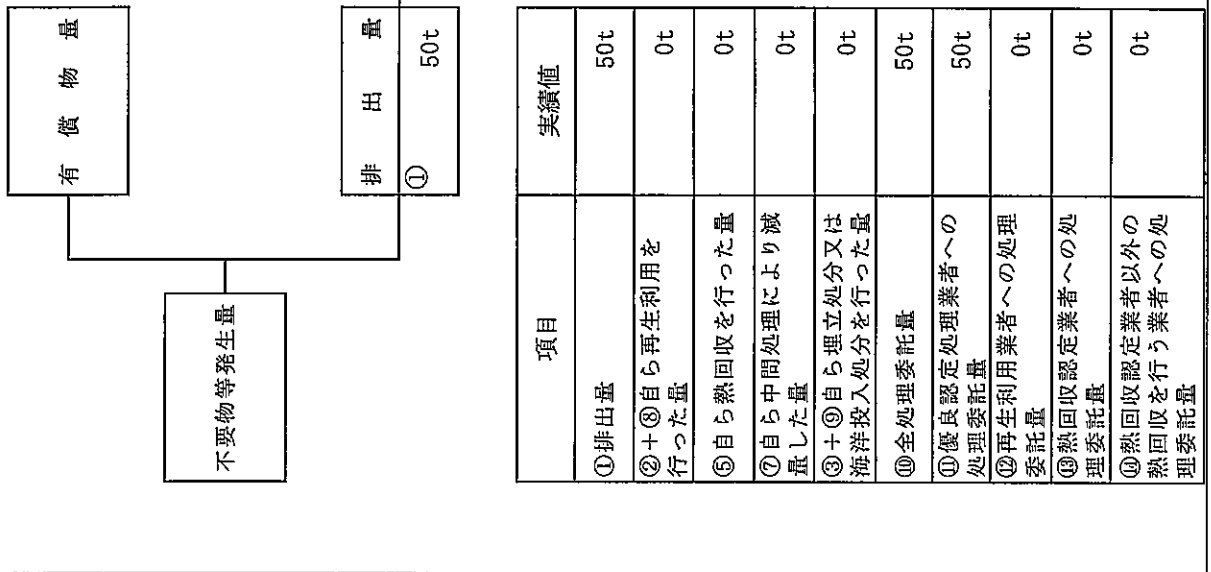 有償物量
不要物等発生量
排出量
①
50t
項目
実績値
①排出量
50t
②+⑧自ら再生利用を
行った量
0t
⑤自ら熱回収を行った量
0t
⑦自ら中間処理により減
量した量
0t
③+⑨自ら埋立処分又は
海洋投入処分を行った量
0t
⑩全処理委託量
50t
⑪優良認定処理業者への
処理委託量
50t
⑫再生利用業者への処理
委託量
0t
⑬熱回収認定業者への処
理委託量
0t
⑭熱回収認定業者以外の
熱回収を行う業者への処
理委託量
0t